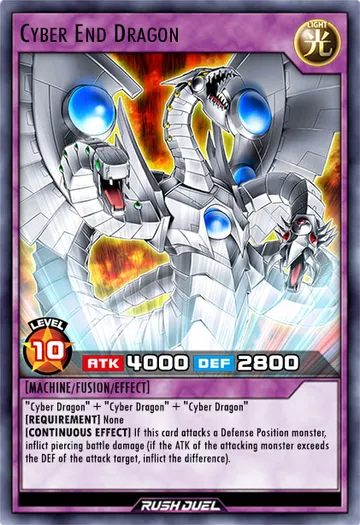 Cyber End Dragon
LIGHT
光
LEVEL
10
ATK 4000 DEF 2800
[MACHINE/FUSION/EFFECT]
"Cyber Dragon" + "Cyber Dragon" + "Cyber Dragon"
[REQUIREMENT] None
[CONTINUOUS EFFECT] If this card attacks a Defense Position monster,
inflict piercing battle damage (if the ATK of the attacking monster exceeds
the DEF of the attack target, inflict the difference).
RUSH DUEL